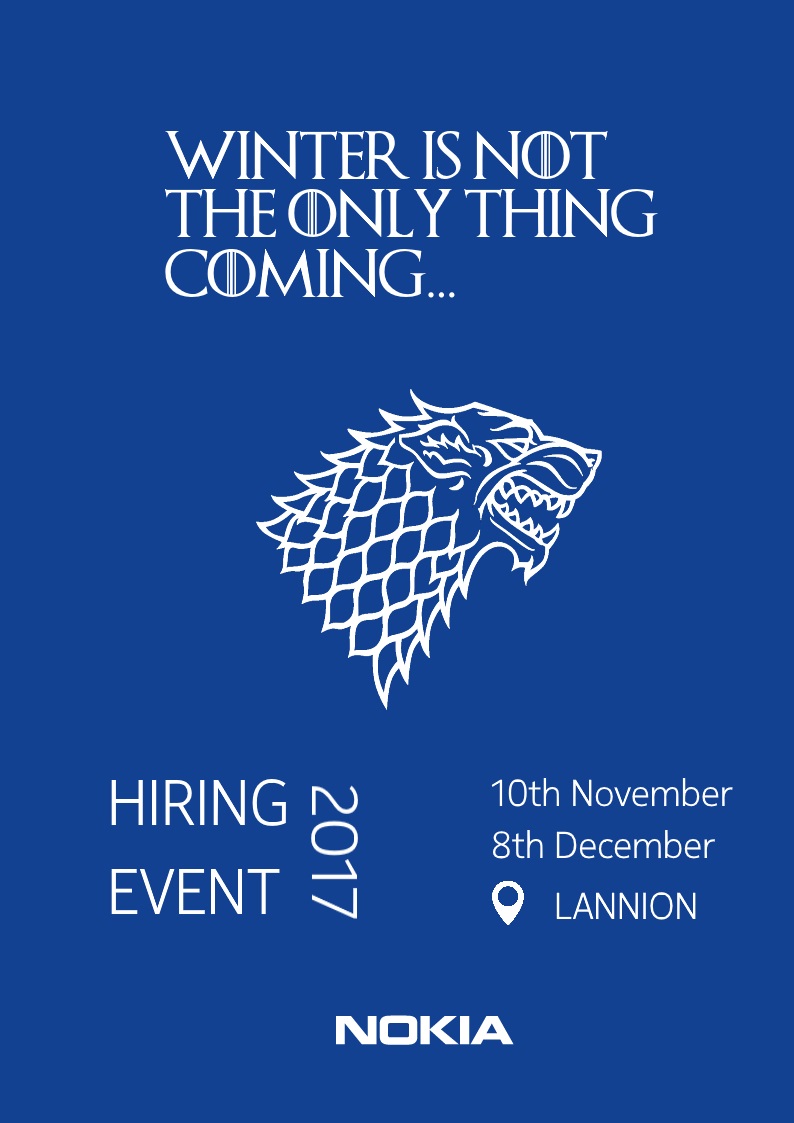 WINTER IS NOT
THE ONLY THING
COMING...
HIRING
EVENT
2017
10th November
8th December
LANNION
NOKIA